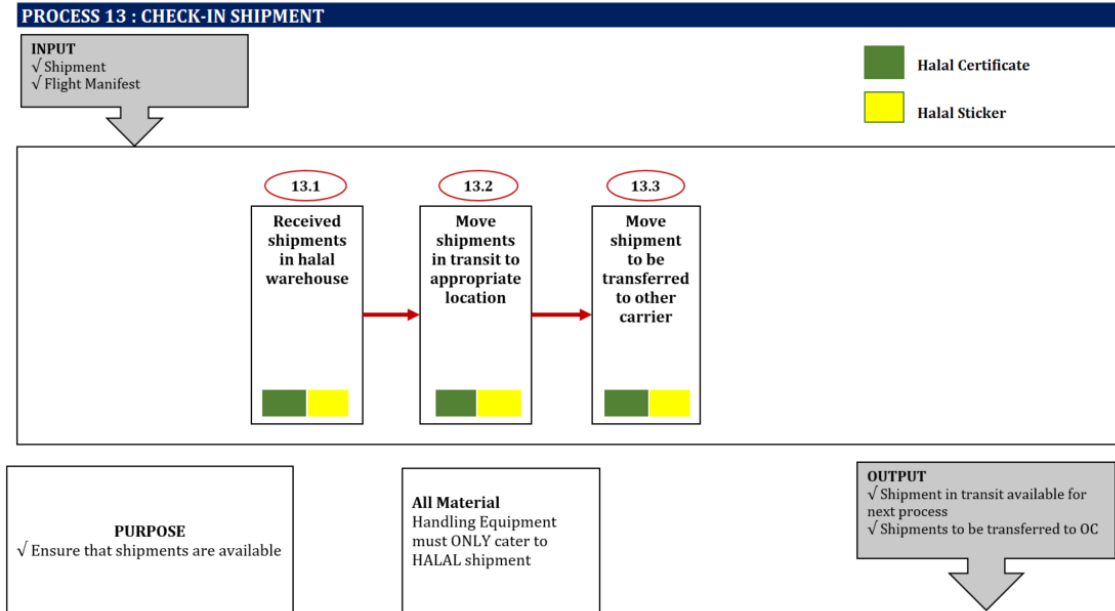 PROCESS 13 : CHECK-IN SHIPMENT
INPUT
√ Shipment
√ Flight Manifest
Halal Certificate
Halal Sticker
13.1
Received
shipments
in halal
warehouse
13.2
Move
shipments
in transit to
appropriate
location
13.3
Move
shipment
to be
transferred
to other
carrier
PURPOSE
√ Ensure that shipments are available
All Material
Handling Equipment
must ONLY cater to
HALAL shipment
OUTPUT
√ Shipment in transit available for
next process
√ Shipments to be transferred to OC